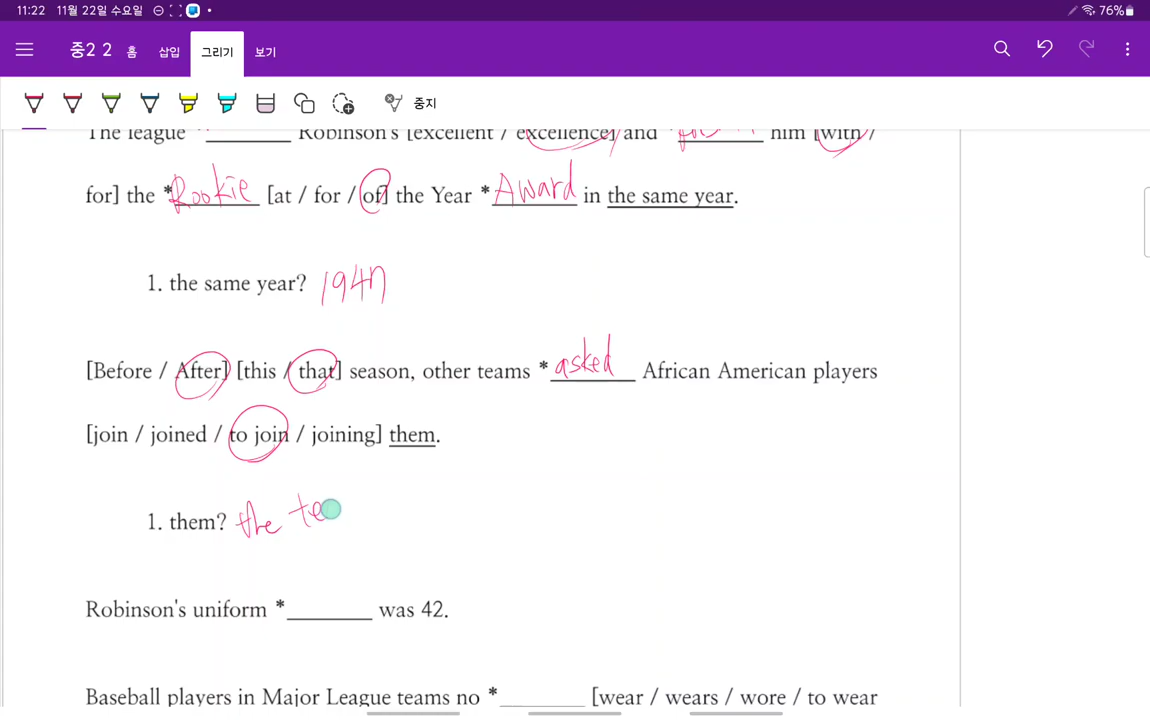 11:22 11월 22일 수요일 76%
중2 2 홈 삽입 그리기 보기
중지
The league *________ Robinson's [excellent / excellence] and *________ him [with /
for] the *Rookie [at / for / of] the Year *Award in the same year.
1. the same year? 1947
[Before / After] [this / that] season, other teams *asked African American players
[join / joined / to join / joining] them.
1. them? the te
Robinson's uniform *________ was 42.
Baseball players in Major League teams no *________ [wear / wears / wore / to wear